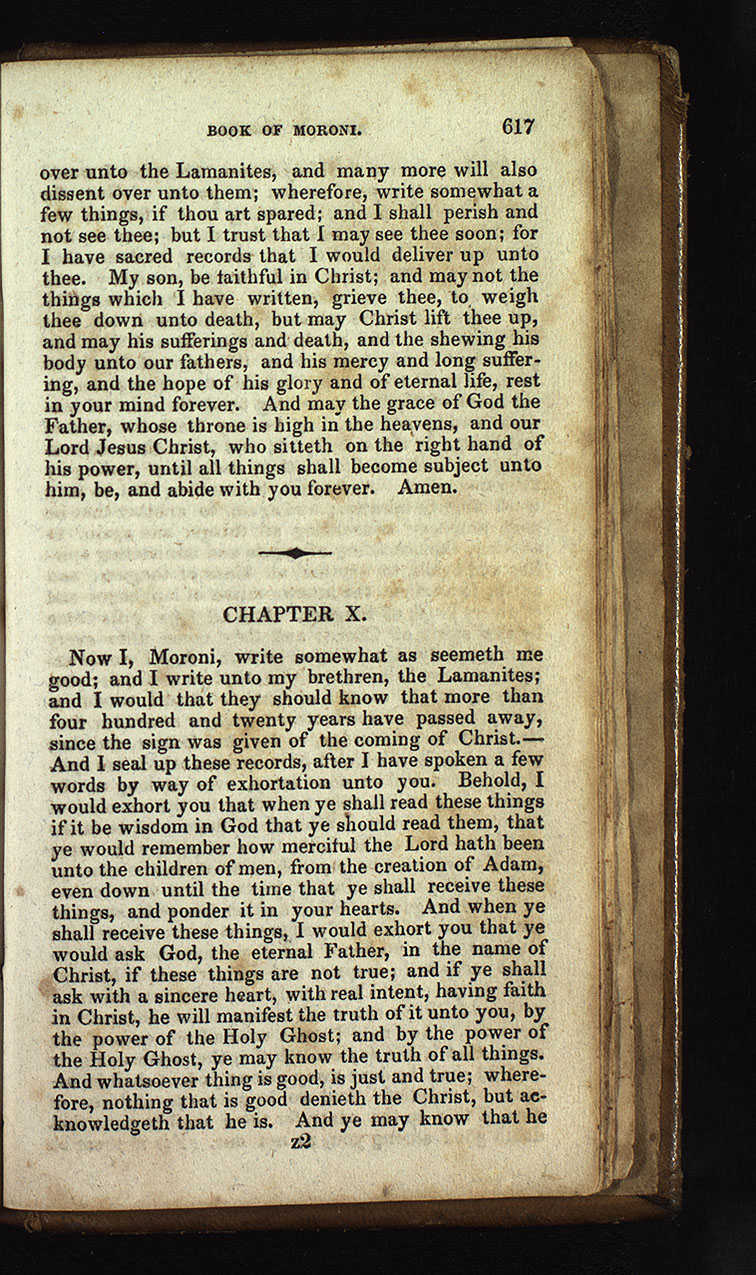 BOOK OF MORONI. 617
over unto the Lamanites, and many more will also
dissent over unto them; wherefore, write somewhat a
few things, if thou art spared; and I shall perish and
not see thee; but I trust that I may see thee soon; for
I have sacred records that I would deliver up unto
thee. My son, be faithful in Christ; and may not the
things which I have written, grieve thee, to weigh
thee down unto death, but may Christ lift thee up,
and may his sufferings and death, and the shewing his
body unto our fathers, and his mercy and long suffer-
ing, and the hope of his glory and of eternal life, rest
in your mind forever. And may the grace of God the
Father, whose throne is high in the heavens, and our
Lord Jesus Christ, who sitteth on the right hand of
his power, until all things shall become subject unto
him, be, and abide with you forever. Amen.
CHAPTER X.
Now I, Moroni, write somewhat as seemeth me
good; and I write unto my brethren, the Lamanites;
and I would that they should know that more than
four hundred and twenty years have passed away,
since the sign was given of the coming of Christ.—
And I seal up these records, after I have spoken a few
words by way of exhortation unto you. Behold, I
would exhort you that when ye shall read these things
if it be wisdom in God that ye should read them, that
ye would remember how merciful the Lord hath been
unto the children of men, from the creation of Adam,
even down until the time that ye shall receive these
things, and ponder it in your hearts. And when ye
shall receive these things, I would exhort you that ye
would ask God, the eternal Father, in the name of
Christ, if these things are not true; and if ye shall
ask with a sincere heart, with real intent, having faith
in Christ, he will manifest the truth of it unto you, by
the power of the Holy Ghost; and by the power of
the Holy Ghost, ye may know the truth of all things.
And whatsoever thing is good, is just and true; where-
fore, nothing that is good denieth the Christ, but ac-
knowledgeth that he is. And ye may know that he
z2